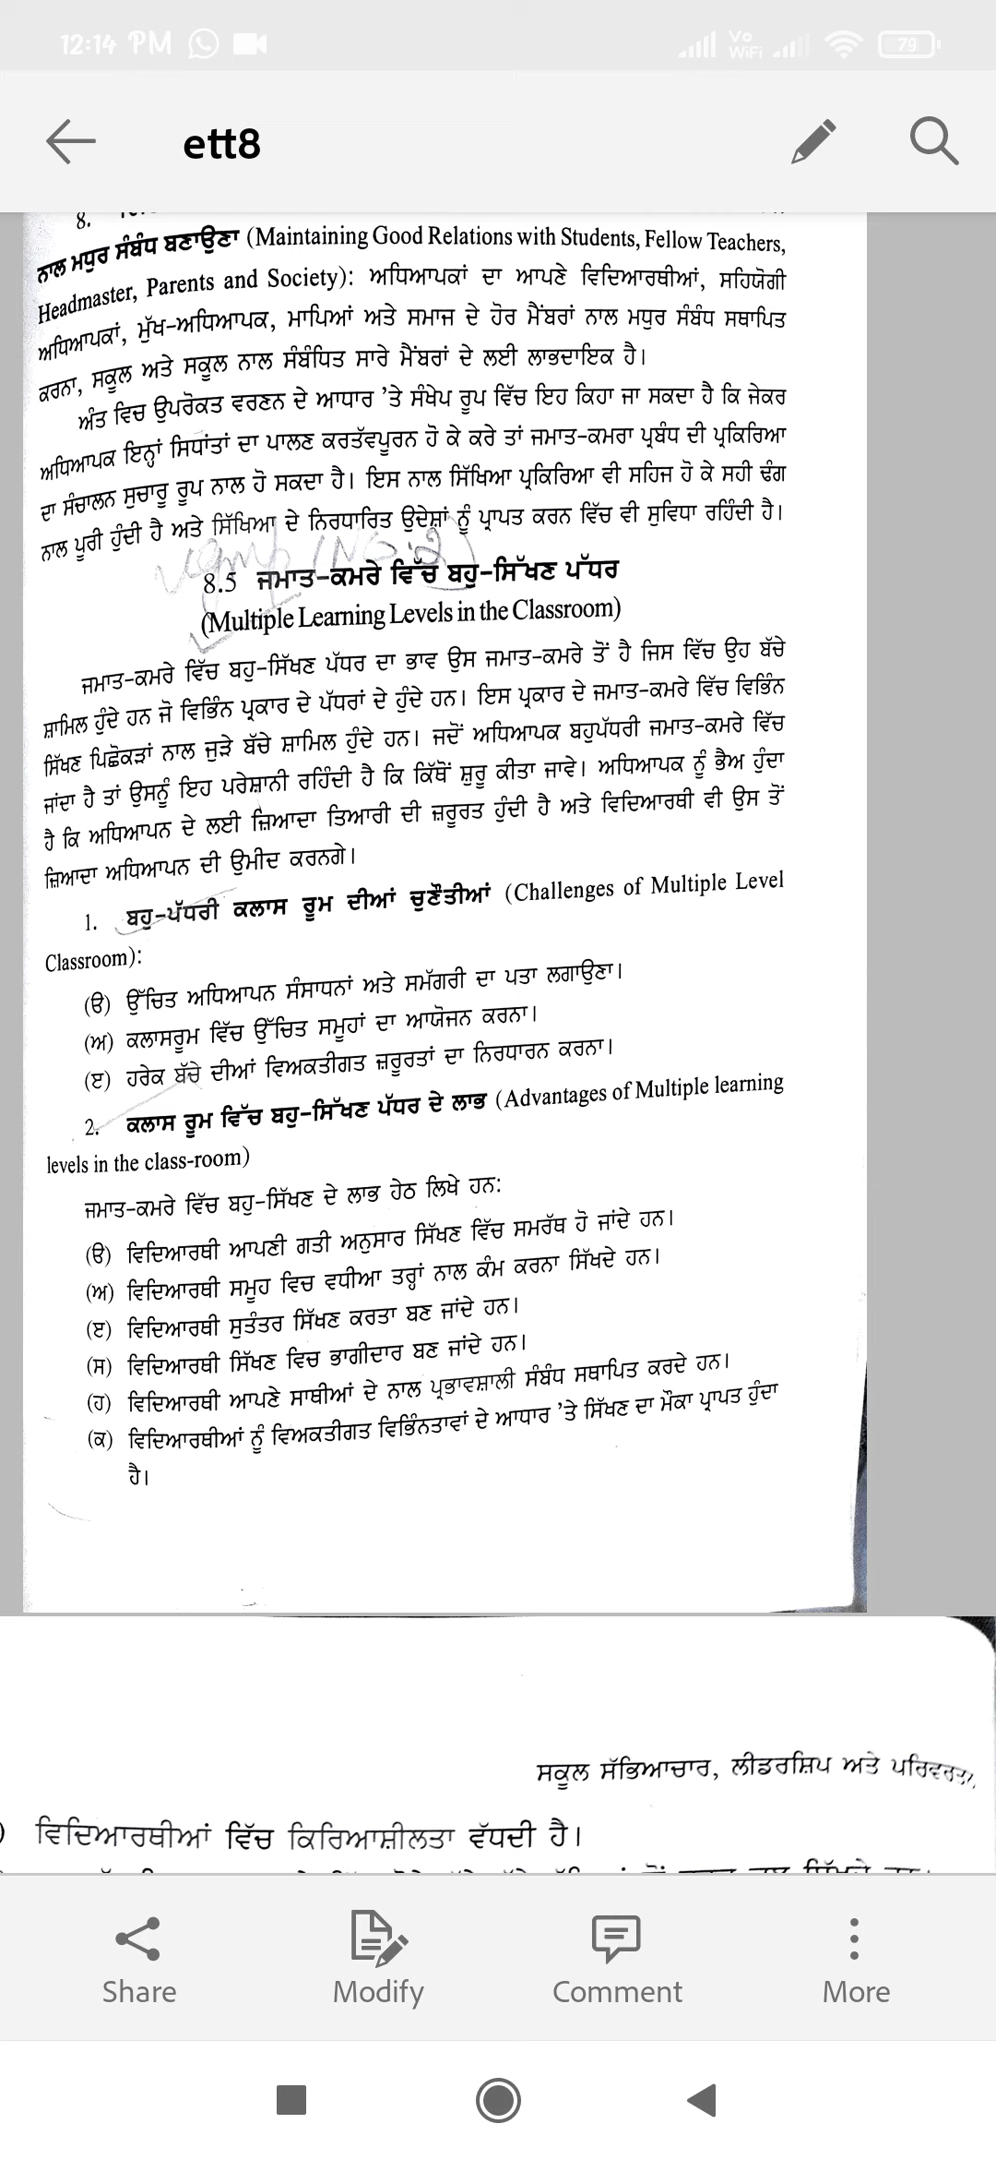 12:14 PM
Vo WiFi
79
ett8
8.
ਨਾਲ ਮਧੁਰ ਸੰਬੰਧ ਬਣਾਉਣਾ (Maintaining Good Relations with Students, Fellow Teachers,
Headmaster, Parents and Society): ਅਧਿਆਪਕਾਂ ਦਾ ਆਪਣੇ ਵਿਦਿਆਰਥੀਆਂ, ਸਹਿਯੋਗੀ
ਅਧਿਆਪਕਾਂ, ਮੁੱਖ-ਅਧਿਆਪਕ, ਮਾਪਿਆਂ ਅਤੇ ਸਮਾਜ ਦੇ ਹੋਰ ਮੈਂਬਰਾਂ ਨਾਲ ਮਧੁਰ ਸੰਬੰਧ ਸਥਾਪਿਤ
ਕਰਨਾ, ਸਕੂਲ ਅਤੇ ਸਕੂਲ ਨਾਲ ਸੰਬੰਧਿਤ ਸਾਰੇ ਮੈਂਬਰਾਂ ਦੇ ਲਈ ਲਾਭਦਾਇਕ ਹੈ।
ਅੰਤ ਵਿਚ ਉਪਰੋਕਤ ਵਰਣਨ ਦੇ ਆਧਾਰ ’ਤੇ ਸੰਖੇਪ ਰੂਪ ਵਿੱਚ ਇਹ ਕਿਹਾ ਜਾ ਸਕਦਾ ਹੈ ਕਿ ਜੇਕਰ
ਅਧਿਆਪਕ ਇਨ੍ਹਾਂ ਸਿਧਾਂਤਾਂ ਦਾ ਪਾਲਣ ਕਰਤੱਵਪੂਰਨ ਹੋ ਕੇ ਕਰੇ ਤਾਂ ਜਮਾਤ-ਕਮਰਾ ਪ੍ਰਬੰਧ ਦੀ ਪ੍ਰਕਿਰਿਆ
ਦਾ ਸੰਚਾਲਨ ਸੁਚਾਰੂ ਰੂਪ ਨਾਲ ਹੋ ਸਕਦਾ ਹੈ। ਇਸ ਨਾਲ ਸਿੱਖਿਆ ਪ੍ਰਕਿਰਿਆ ਵੀ ਸਹਿਜ ਹੋ ਕੇ ਸਹੀ ਢੰਗ
ਨਾਲ ਪੂਰੀ ਹੁੰਦੀ ਹੈ ਅਤੇ ਸਿੱਖਿਆ ਦੇ ਨਿਰਧਾਰਿਤ ਉਦੇਸ਼ਾਂ ਨੂੰ ਪ੍ਰਾਪਤ ਕਰਨ ਵਿੱਚ ਵੀ ਸੁਵਿਧਾ ਰਹਿੰਦੀ ਹੈ।
8.5 ਜਮਾਤ-ਕਮਰੇ ਵਿੱਚ ਬਹੁ-ਸਿੱਖਣ ਪੱਧਰ
(Multiple Learning Levels in the Classroom)
ਜਮਾਤ-ਕਮਰੇ ਵਿੱਚ ਬਹੁ-ਸਿੱਖਣ ਪੱਧਰ ਦਾ ਭਾਵ ਉਸ ਜਮਾਤ-ਕਮਰੇ ਤੋਂ ਹੈ ਜਿਸ ਵਿੱਚ ਉਹ ਬੱਚੇ
ਸ਼ਾਮਿਲ ਹੁੰਦੇ ਹਨ ਜੋ ਵਿਭਿੰਨ ਪ੍ਰਕਾਰ ਦੇ ਪੱਧਰਾਂ ਦੇ ਹੁੰਦੇ ਹਨ। ਇਸ ਪ੍ਰਕਾਰ ਦੇ ਜਮਾਤ-ਕਮਰੇ ਵਿੱਚ ਵਿਭਿੰਨ
ਸਿੱਖਣ ਪਿਛੋਕੜਾਂ ਨਾਲ ਜੁੜੇ ਬੱਚੇ ਸ਼ਾਮਿਲ ਹੁੰਦੇ ਹਨ। ਜਦੋਂ ਅਧਿਆਪਕ ਬਹੁਪੱਧਰੀ ਜਮਾਤ-ਕਮਰੇ ਵਿੱਚ
ਜਾਂਦਾ ਹੈ ਤਾਂ ਉਸਨੂੰ ਇਹ ਪਰੇਸ਼ਾਨੀ ਰਹਿੰਦੀ ਹੈ ਕਿ ਕਿੱਥੋਂ ਸ਼ੁਰੂ ਕੀਤਾ ਜਾਵੇ। ਅਧਿਆਪਕ ਨੂੰ ਭੈਅ ਹੁੰਦਾ
ਹੈ ਕਿ ਅਧਿਆਪਨ ਦੇ ਲਈ ਜ਼ਿਆਦਾ ਤਿਆਰੀ ਦੀ ਜ਼ਰੂਰਤ ਹੁੰਦੀ ਹੈ ਅਤੇ ਵਿਦਿਆਰਥੀ ਵੀ ਉਸ ਤੋਂ
ਜ਼ਿਆਦਾ ਅਧਿਆਪਨ ਦੀ ਉਮੀਦ ਕਰਨਗੇ।
1. ਬਹੁ-ਪੱਧਰੀ ਕਲਾਸ ਰੂਮ ਦੀਆਂ ਚੁਣੌਤੀਆਂ (Challenges of Multiple Level
Classroom):
(ੳ) ਉੱਚਿਤ ਅਧਿਆਪਨ ਸੰਸਾਧਨਾਂ ਅਤੇ ਸਮੱਗਰੀ ਦਾ ਪਤਾ ਲਗਾਉਣਾ।
(ਅ) ਕਲਾਸਰੂਮ ਵਿੱਚ ਉੱਚਿਤ ਸਮੂਹਾਂ ਦਾ ਆਯੋਜਨ ਕਰਨਾ।
(ੲ) ਹਰੇਕ ਬੱਚੇ ਦੀਆਂ ਵਿਅਕਤੀਗਤ ਜ਼ਰੂਰਤਾਂ ਦਾ ਨਿਰਧਾਰਨ ਕਰਨਾ।
2. ਕਲਾਸ ਰੂਮ ਵਿੱਚ ਬਹੁ-ਸਿੱਖਣ ਪੱਧਰ ਦੇ ਲਾਭ (Advantages of Multiple learning
levels in the class-room)
ਜਮਾਤ-ਕਮਰੇ ਵਿੱਚ ਬਹੁ-ਸਿੱਖਣ ਦੇ ਲਾਭ ਹੇਠ ਲਿਖੇ ਹਨ:
(ੳ) ਵਿਦਿਆਰਥੀ ਆਪਣੀ ਗਤੀ ਅਨੁਸਾਰ ਸਿੱਖਣ ਵਿੱਚ ਸਮਰੱਥ ਹੋ ਜਾਂਦੇ ਹਨ।
(ਅ) ਵਿਦਿਆਰਥੀ ਸਮੂਹ ਵਿਚ ਵਧੀਆ ਤਰ੍ਹਾਂ ਨਾਲ ਕੰਮ ਕਰਨਾ ਸਿੱਖਦੇ ਹਨ।
(ੲ) ਵਿਦਿਆਰਥੀ ਸੁਤੰਤਰ ਸਿੱਖਣ ਕਰਤਾ ਬਣ ਜਾਂਦੇ ਹਨ।
(ਸ) ਵਿਦਿਆਰਥੀ ਸਿੱਖਣ ਵਿਚ ਭਾਗੀਦਾਰ ਬਣ ਜਾਂਦੇ ਹਨ।
(ਹ) ਵਿਦਿਆਰਥੀ ਆਪਣੇ ਸਾਥੀਆਂ ਦੇ ਨਾਲ ਪ੍ਰਭਾਵਸ਼ਾਲੀ ਸੰਬੰਧ ਸਥਾਪਿਤ ਕਰਦੇ ਹਨ।
(ਕ) ਵਿਦਿਆਰਥੀਆਂ ਨੂੰ ਵਿਅਕਤੀਗਤ ਵਿਭਿੰਨਤਾਵਾਂ ਦੇ ਆਧਾਰ ’ਤੇ ਸਿੱਖਣ ਦਾ ਮੌਕਾ ਪ੍ਰਾਪਤ ਹੁੰਦਾ
ਹੈ।
ਸਕੂਲ ਸੱਭਿਆਚਾਰ, ਲੀਡਰਸ਼ਿਪ ਅਤੇ
) ਵਿਦਿਆਰਥੀਆਂ ਵਿੱਚ ਕਿਰਿਆਸ਼ੀਲਤਾ ਵੱਧਦੀ ਹੈ।
Share
Modify
Comment
More